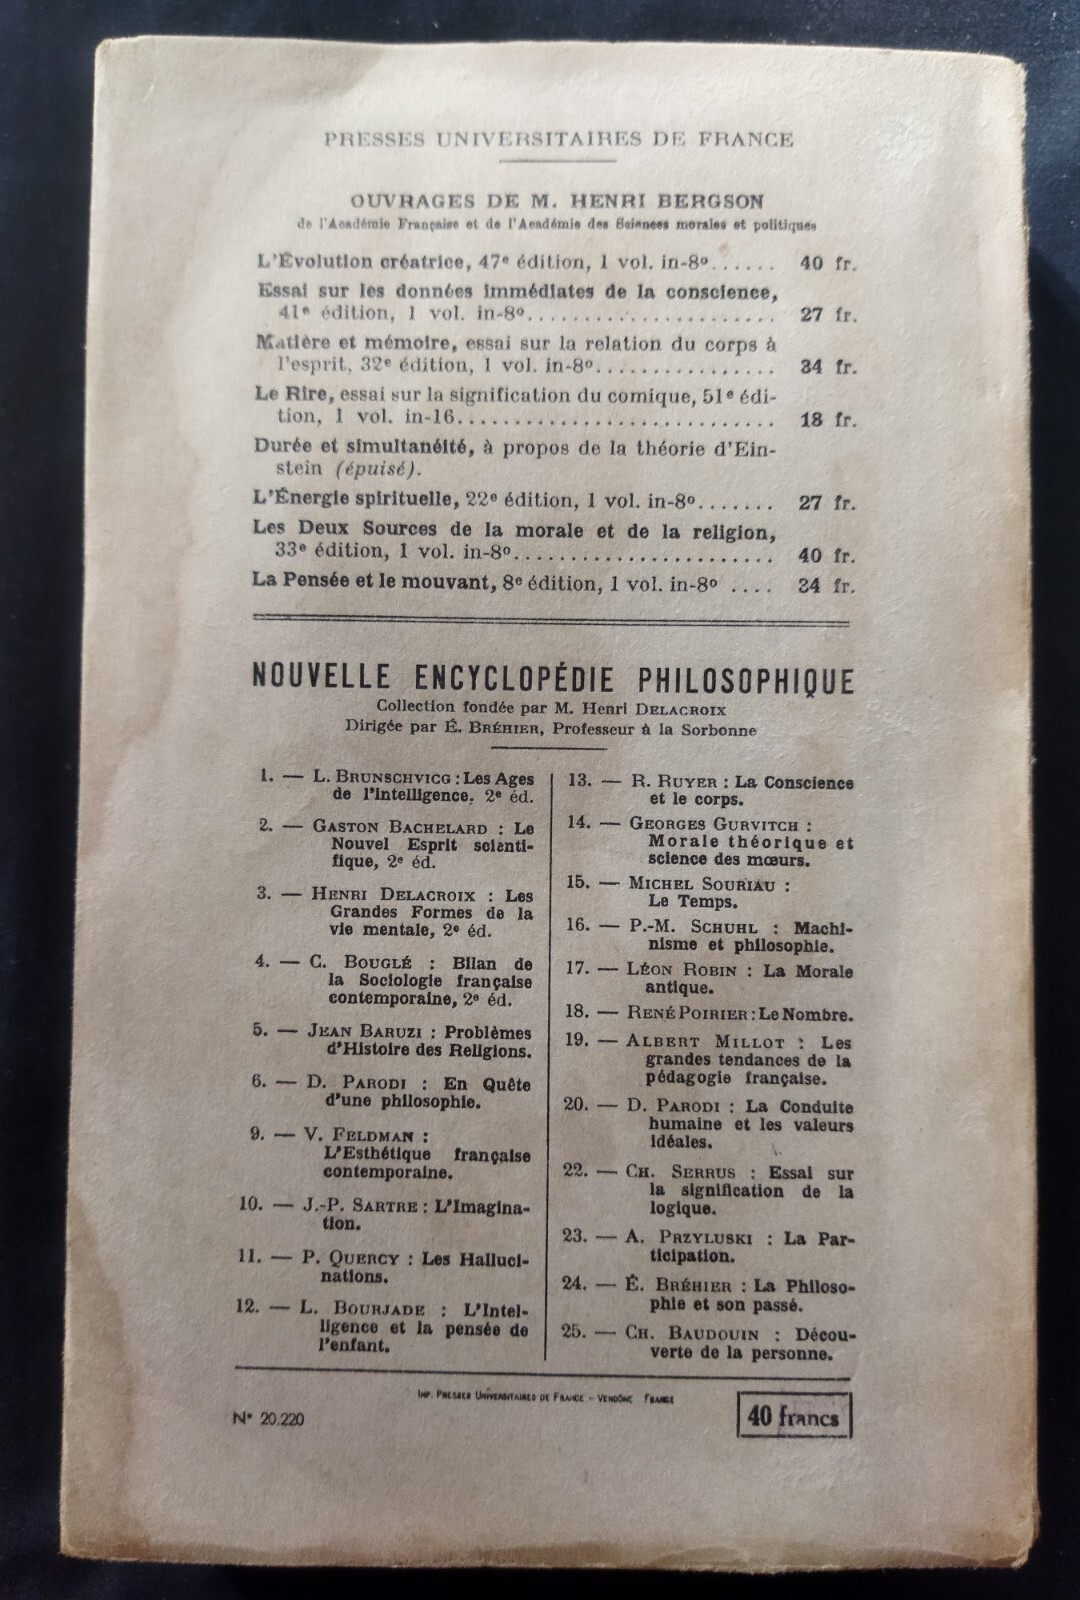 PRESSES UNIVERSITAIRES DE FRANCE
OUVRAGES DE M. HENRI BERGSON
de l'Académie Française et de l'Académie des Sciences morales et politiques
L'Évolution créatrice, 47e édition, 1 vol. in-8º...... 40 fr.
Essai sur les données immédiates de la conscience,
41e édition, 1 vol. in-8º...................... 27 fr.
Matière et mémoire, essai sur la relation du corps à
l'esprit, 32e édition, 1 vol. in-8º................ 34 fr.
Le Rire, essai sur la signification du comique, 51e édi-
tion, 1 vol. in-16............................ 18 fr.
Durée et simultanéité, à propos de la théorie d'Ein-
stein (épuisé).
L'Énergie spirituelle, 22e édition, 1 vol. in-8º....... 27 fr.
Les Deux Sources de la morale et de la religion,
33e édition, 1 vol. in-8º....................... 40 fr.
La Pensée et le mouvant, 8e édition, 1 vol. in-8º .... 34 fr.
NOUVELLE ENCYCLOPÉDIE PHILOSOPHIQUE
Collection fondée par M. Henri DELACROIX
Dirigée par É. BRÉHIER, Professeur à la Sorbonne
1. — L. BRUNSCHVICG : Les Ages
de l'intelligence. 2e éd.
2. — GASTON BACHELARD : Le
Nouvel Esprit scienti-
fique, 2e éd.
3. — HENRI DELACROIX : Les
Grandes Formes de la
vie mentale, 2e éd.
4. — C. BOUGLÉ : Bilan de
la Sociologie française
contemporaine, 2e éd.
5. — JEAN BARUZI : Problèmes
d'Histoire des Religions.
6. — D. PARODI : En Quête
d'une philosophie.
9. — V. FELDMAN :
L'Esthétique française
contemporaine.
10. — J.-P. SARTRE : L'Imagina-
tion.
11. — P. QUERCY : Les Halluci-
nations.
12. — L. BOURJADE : L'Intel-
ligence et la pensée de
l'enfant.
13. — R. RUYER : La Conscience
et le corps.
14. — GEORGES GURVITCH :
Morale théorique et
science des mœurs.
15. — MICHEL SOURIAU :
Le Temps.
16. — P.-M. SCHUHL : Machi-
nisme et philosophie.
17. — LÉON ROBIN : La Morale
antique.
18. — RENÉ POIRIER : Le Nombre.
19. — ALBERT MILLOT : Les
grandes tendances de la
pédagogie française.
20. — D. PARODI : La Conduite
humaine et les valeurs
idéales.
22. — CH. SERRUS : Essai sur
la signification de la
logique.
23. — A. PRZYLUSKI : La Par-
ticipation.
24. — É. BRÉHIER : La Philoso-
phie et son passé.
25. — CH. BAUDOUIN : Décou-
verte de la personne.
IMP. PRESSES UNIVERSITAIRES DE FRANCE – VENDÔME FRANCE
N° 20.220
40 francs